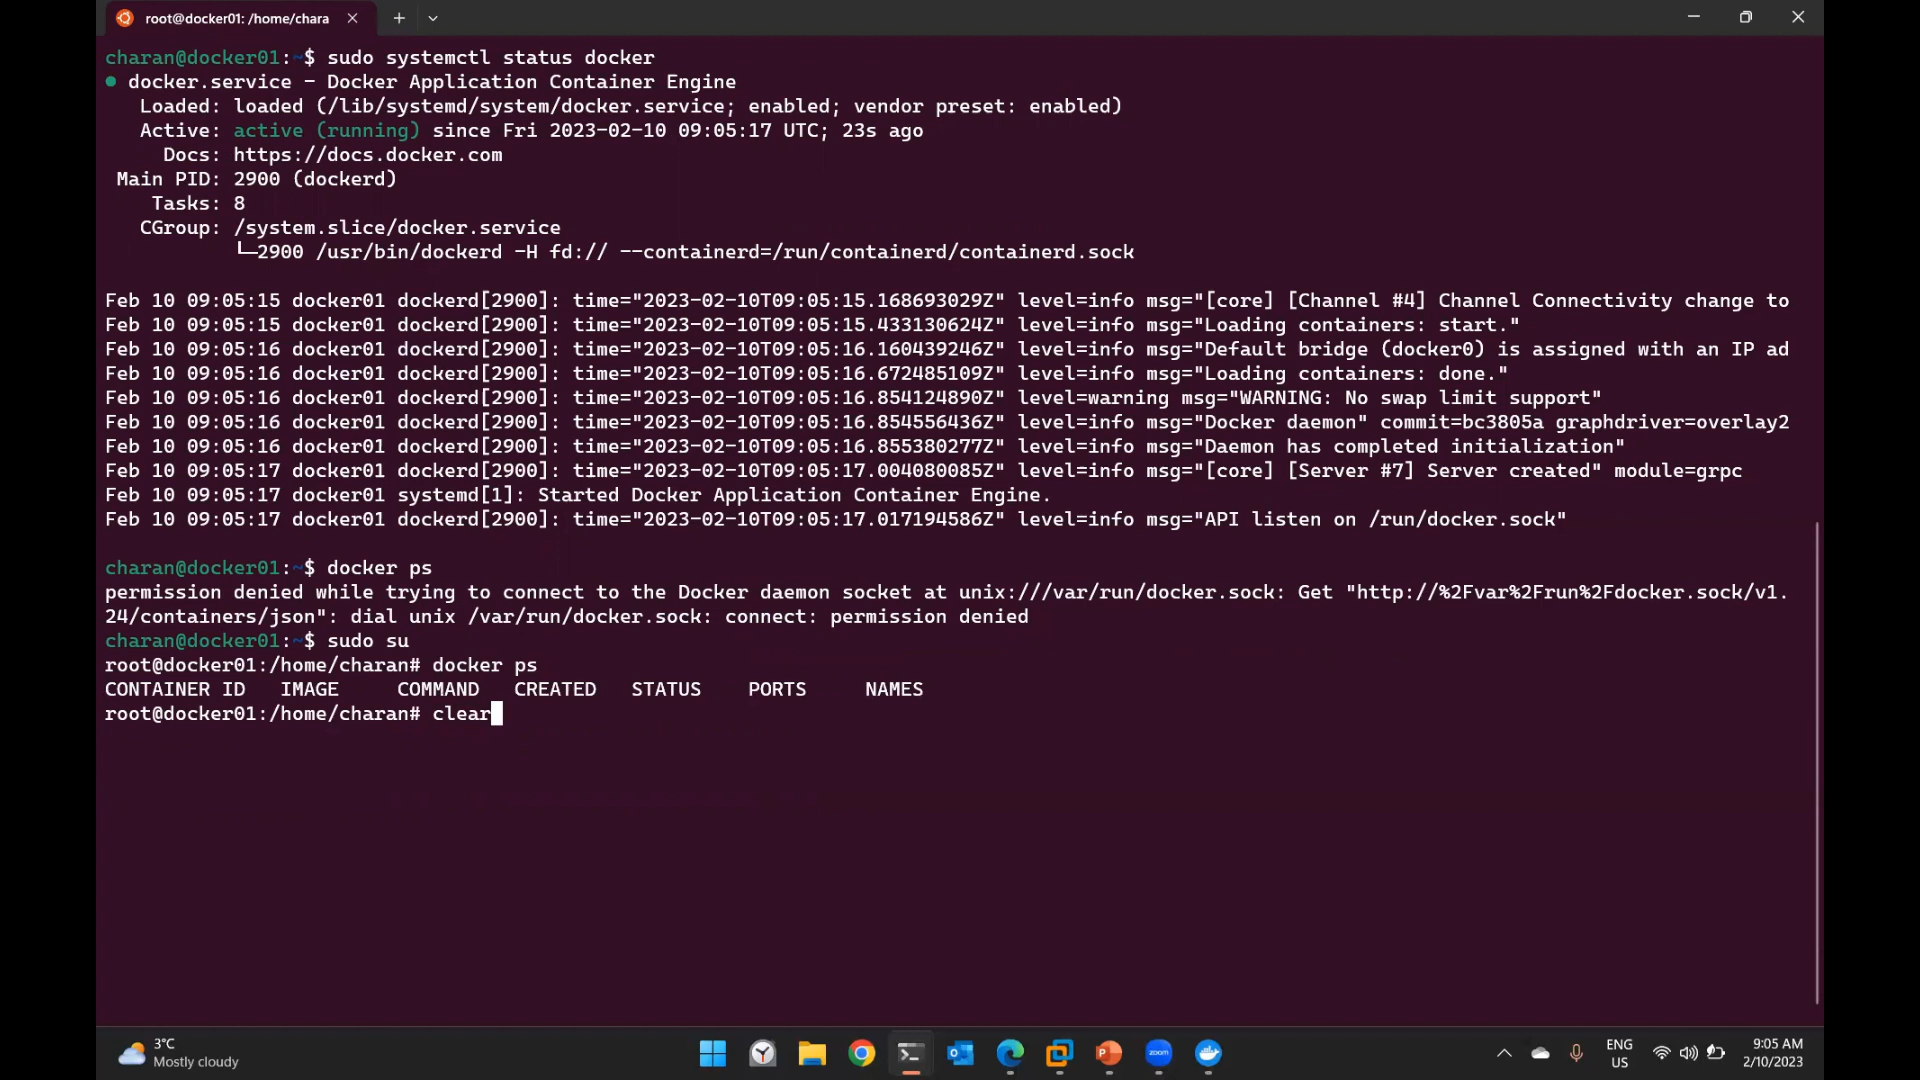 root@docker01: /home/chara
charan@docker01:~$ sudo systemctl status docker
● docker.service - Docker Application Container Engine
Loaded: loaded (/lib/systemd/system/docker.service; enabled; vendor preset: enabled)
Active: active (running) since Fri 2023-02-10 09:05:17 UTC; 23s ago
Docs: https://docs.docker.com
Main PID: 2900 (dockerd)
Tasks: 8
CGroup: /system.slice/docker.service
└─2900 /usr/bin/dockerd -H fd:// --containerd=/run/containerd/containerd.sock
Feb 10 09:05:15 docker01 dockerd[2900]: time="2023-02-10T09:05:15.168693029Z" level=info msg="[core] [Channel #4] Channel Connectivity change to
Feb 10 09:05:15 docker01 dockerd[2900]: time="2023-02-10T09:05:15.433130624Z" level=info msg="Loading containers: start."
Feb 10 09:05:16 docker01 dockerd[2900]: time="2023-02-10T09:05:16.160439246Z" level=info msg="Default bridge (docker0) is assigned with an IP ad
Feb 10 09:05:16 docker01 dockerd[2900]: time="2023-02-10T09:05:16.672485109Z" level=info msg="Loading containers: done."
Feb 10 09:05:16 docker01 dockerd[2900]: time="2023-02-10T09:05:16.854124890Z" level=warning msg="WARNING: No swap limit support"
Feb 10 09:05:16 docker01 dockerd[2900]: time="2023-02-10T09:05:16.854556436Z" level=info msg="Docker daemon" commit=bc3805a graphdriver=overlay2
Feb 10 09:05:16 docker01 dockerd[2900]: time="2023-02-10T09:05:16.855380277Z" level=info msg="Daemon has completed initialization"
Feb 10 09:05:17 docker01 dockerd[2900]: time="2023-02-10T09:05:17.004080085Z" level=info msg="[core] [Server #7] Server created" module=grpc
Feb 10 09:05:17 docker01 systemd[1]: Started Docker Application Container Engine.
Feb 10 09:05:17 docker01 dockerd[2900]: time="2023-02-10T09:05:17.017194586Z" level=info msg="API listen on /run/docker.sock"
charan@docker01:~$ docker ps
permission denied while trying to connect to the Docker daemon socket at unix:///var/run/docker.sock: Get "http://%2Fvar%2Frun%2Fdocker.sock/v1.
24/containers/json": dial unix /var/run/docker.sock: connect: permission denied
charan@docker01:~$ sudo su
root@docker01:/home/charan# docker ps
CONTAINER ID IMAGE COMMAND CREATED STATUS PORTS NAMES
root@docker01:/home/charan# clear
3°C
Mostly cloudy
zoom
ENG
US
9:05 AM
2/10/2023